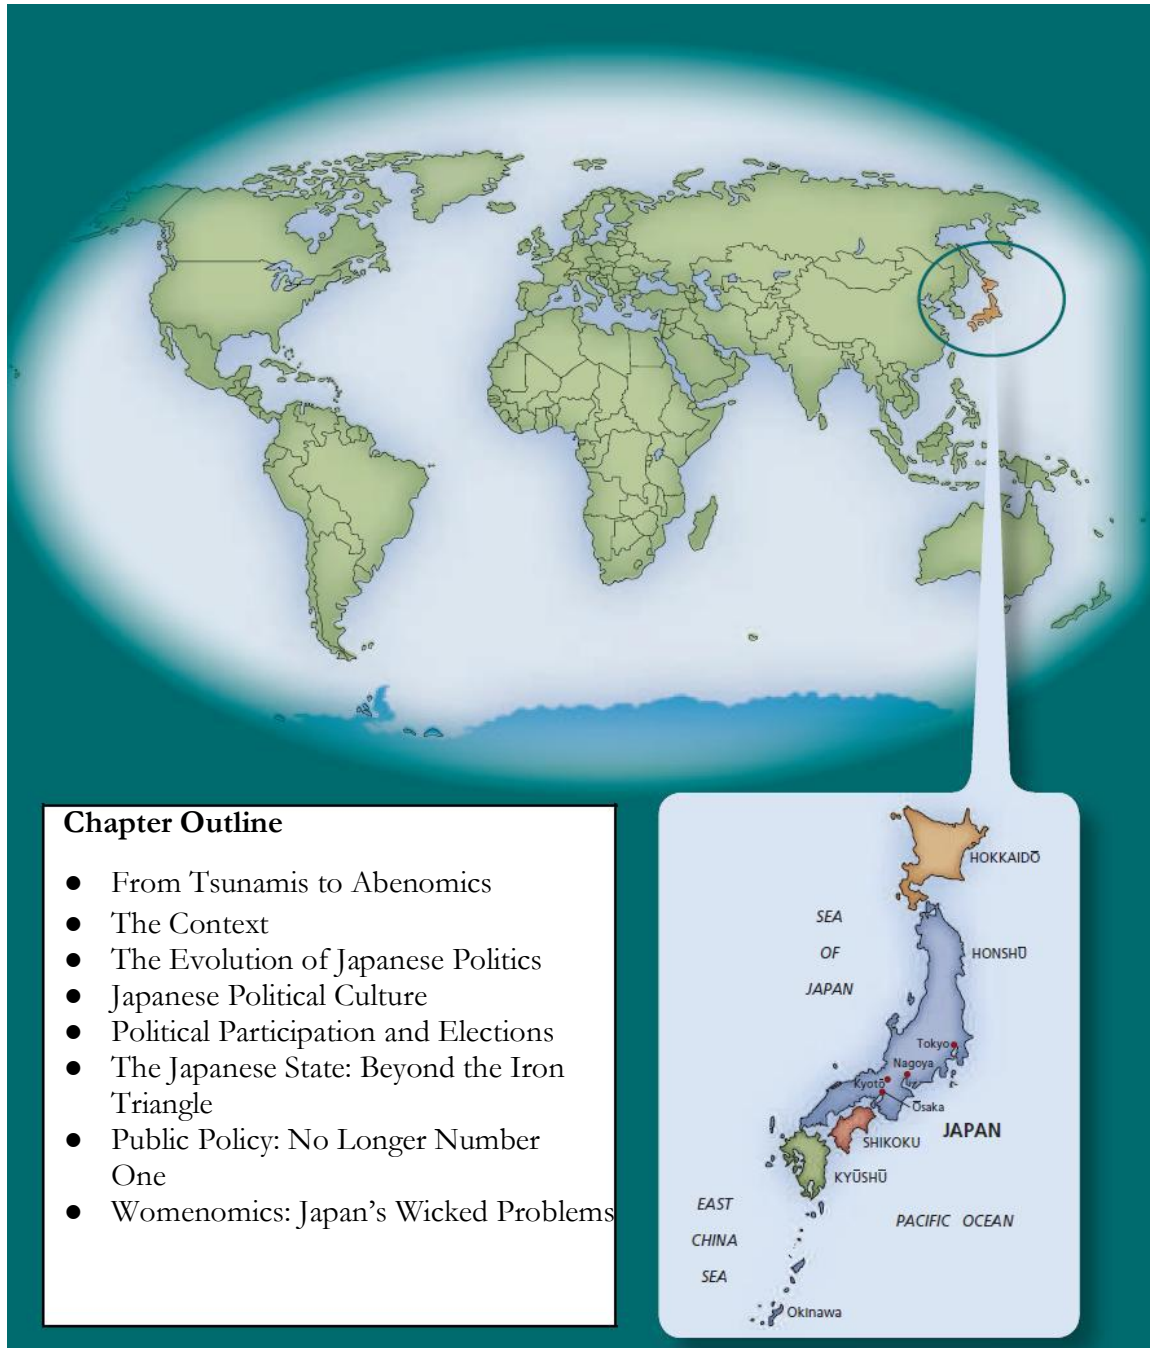 Chapter Outline
● From Tsunamis to Abenomics
● The Context
● The Evolution of Japanese Politics
● Japanese Political Culture
● Political Participation and Elections
● The Japanese State: Beyond the Iron
Triangle
● Public Policy: No Longer Number
One
● Womenomics: Japan’s Wicked Problems
HOKKAIDŌ
SEA
OF
JAPAN
HONSHŪ
Tokyo
Nagoya
Kyotō
Ōsaka
JAPAN
SHIKOKU
KYŪSHŪ
EAST
CHINA
SEA
PACIFIC OCEAN
Okinawa